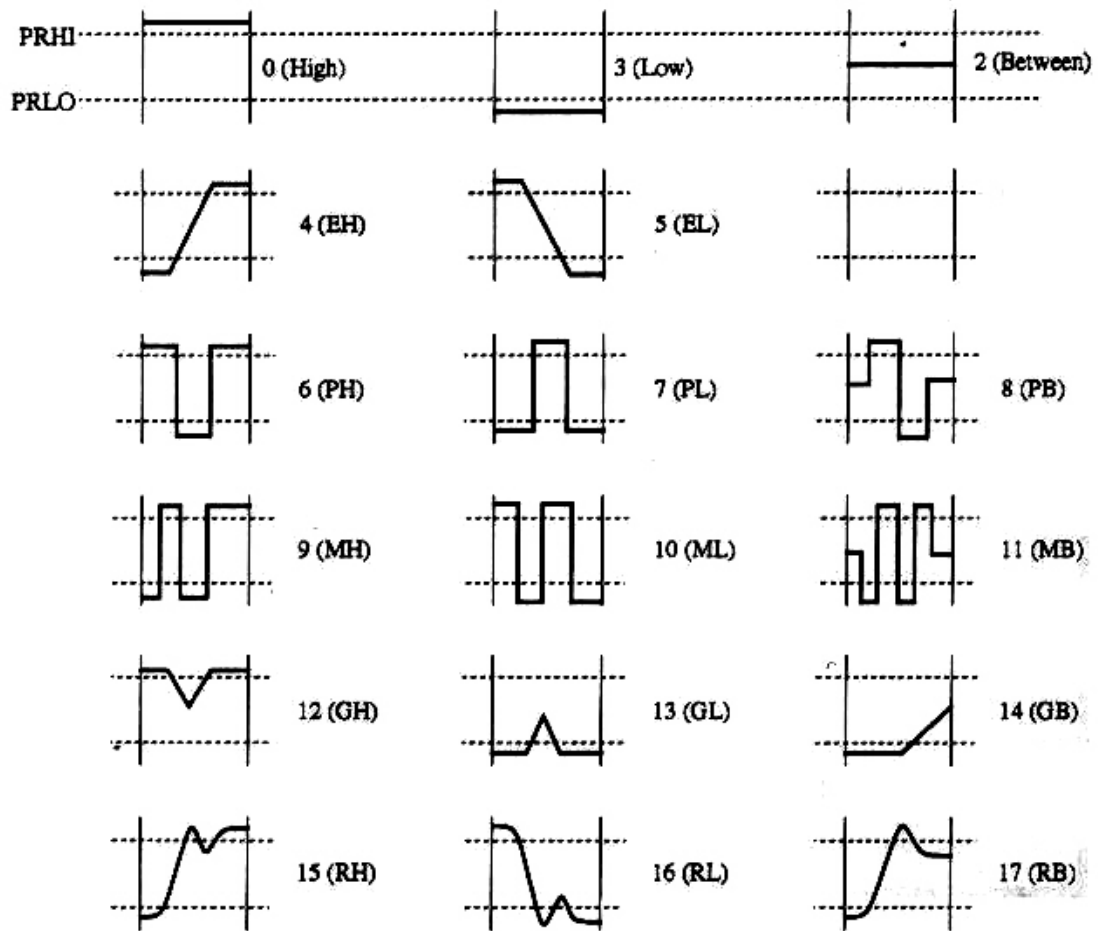 PRHI
0 (High)
3 (Low)
2 (Between)
PRLO
4 (EH)
5 (EL)
6 (PH)
7 (PL)
8 (PB)
9 (MH)
10 (ML)
11 (MB)
12 (GH)
13 (GL)
14 (GB)
15 (RH)
16 (RL)
17 (RB)